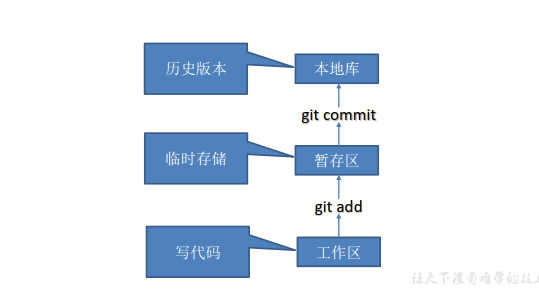 历史版本
本地库
git commit
临时存储
暂存区
git add
写代码
工作区
让天下没有难学的技